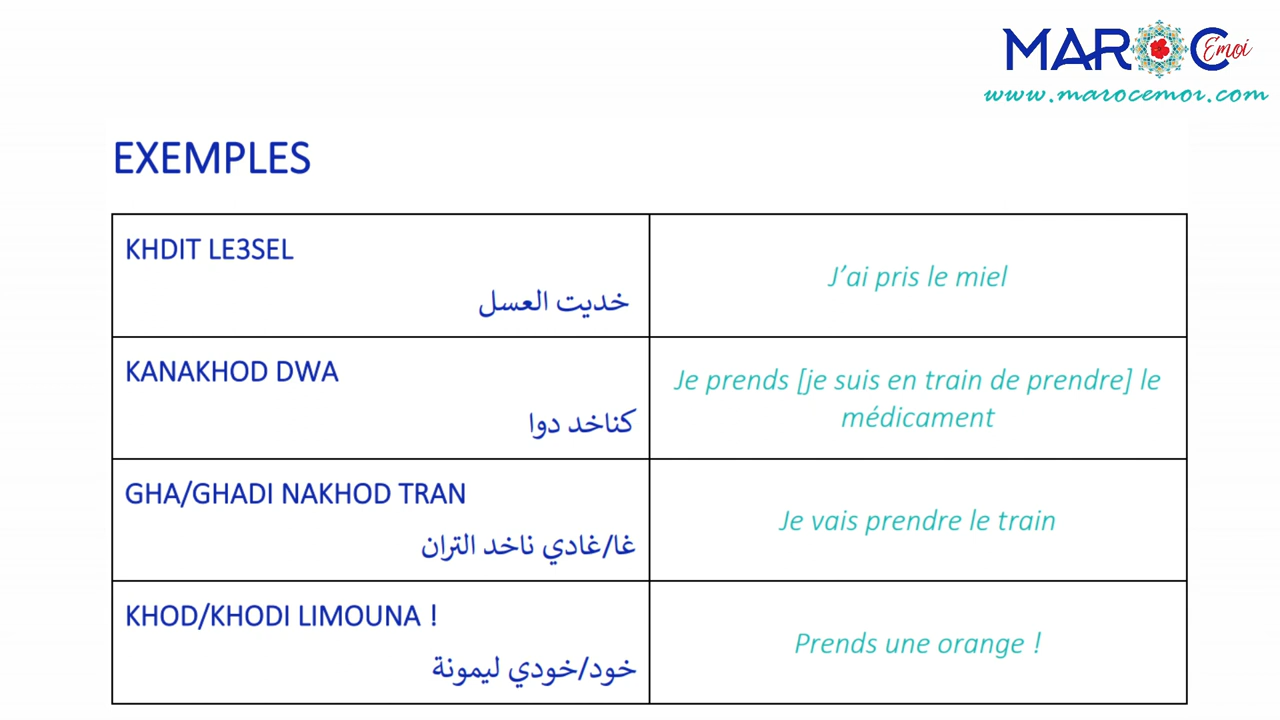 MAROC Emoi
www.marocemoi.com
EXEMPLES
KHDIT LE3SEL
خديت العسل
J’ai pris le miel
KANAKHOD DWA
كناخد دوا
Je prends [je suis en train de prendre] le
médicament
GHA/GHADI NAKHOD TRAN
غا/غادي ناخد التران
Je vais prendre le train
KHOD/KHODI LIMOUNA !
خود/خودي ليمونة
Prends une orange !